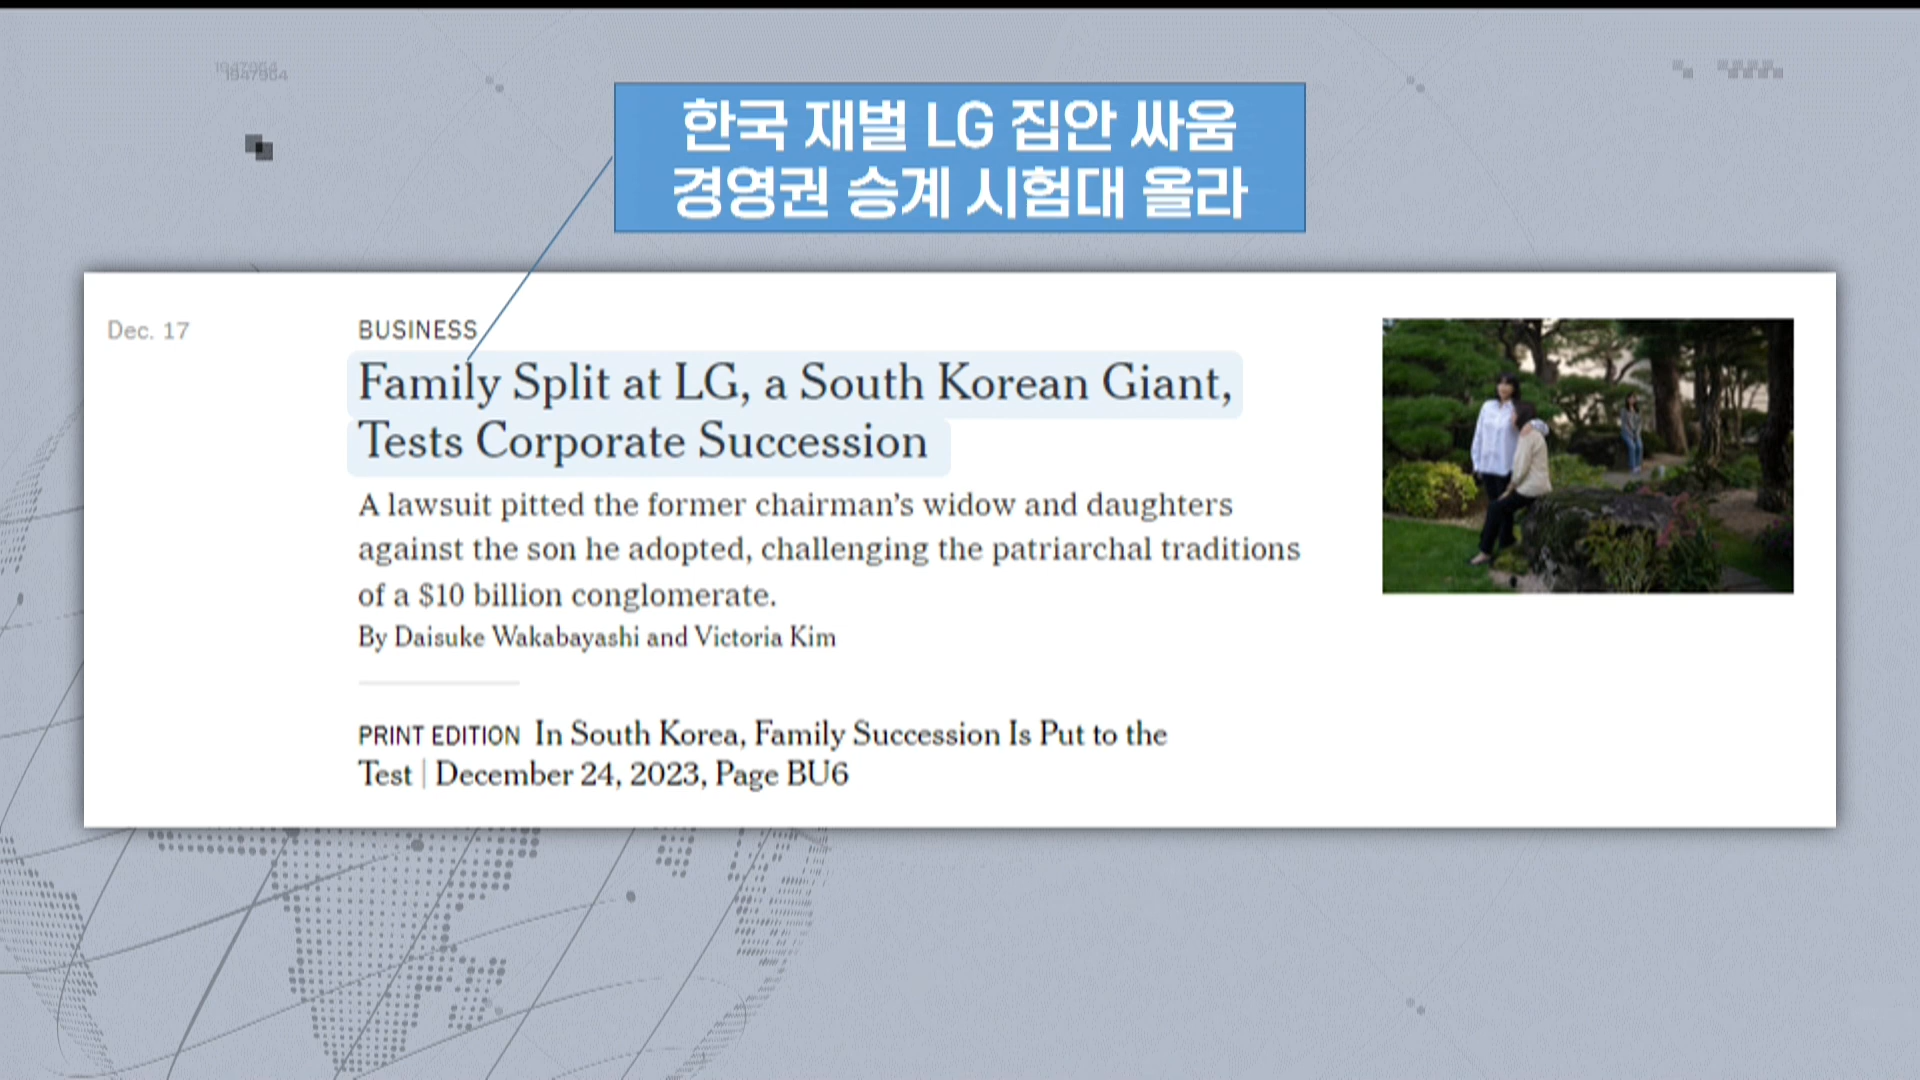 1947964
1947964
한국 재벌 LG 집안 싸움
경영권 승계 시험대 올라
Dec. 17
BUSINESS
Family Split at LG, a South Korean Giant,
Tests Corporate Succession
A lawsuit pitted the former chairman’s widow and daughters
against the son he adopted, challenging the patriarchal traditions
of a $10 billion conglomerate.
By Daisuke Wakabayashi and Victoria Kim
PRINT EDITION In South Korea, Family Succession Is Put to the
Test | December 24, 2023, Page BU6